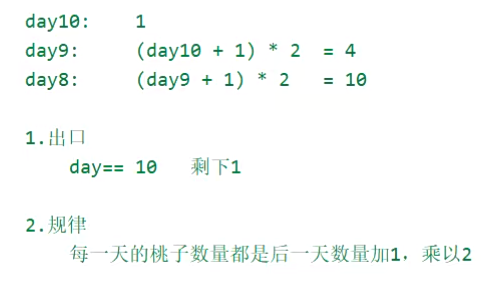 day10: 1
day9: (day10 + 1) * 2 = 4
day8: (day9 + 1) * 2 = 10
1.出口
day== 10 剩下1
2.规律
每一天的桃子数量都是后一天数量加1，乘以2